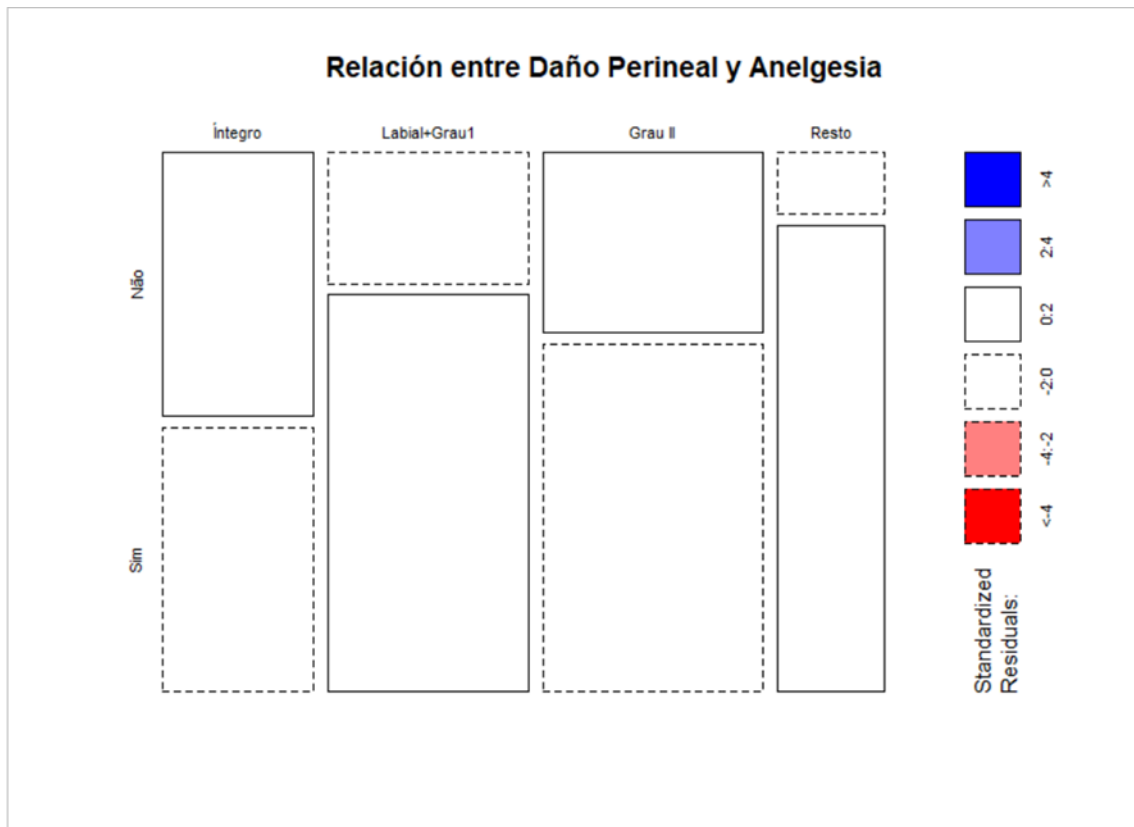 Relación entre Daño Perineal y Anelgesia
Íntegro
Labial+Grau1
Grau II
Resto
Não
Sim
>4
2:4
0:2
-2:0
-4:-2
<-4
Standardized
Residuals: